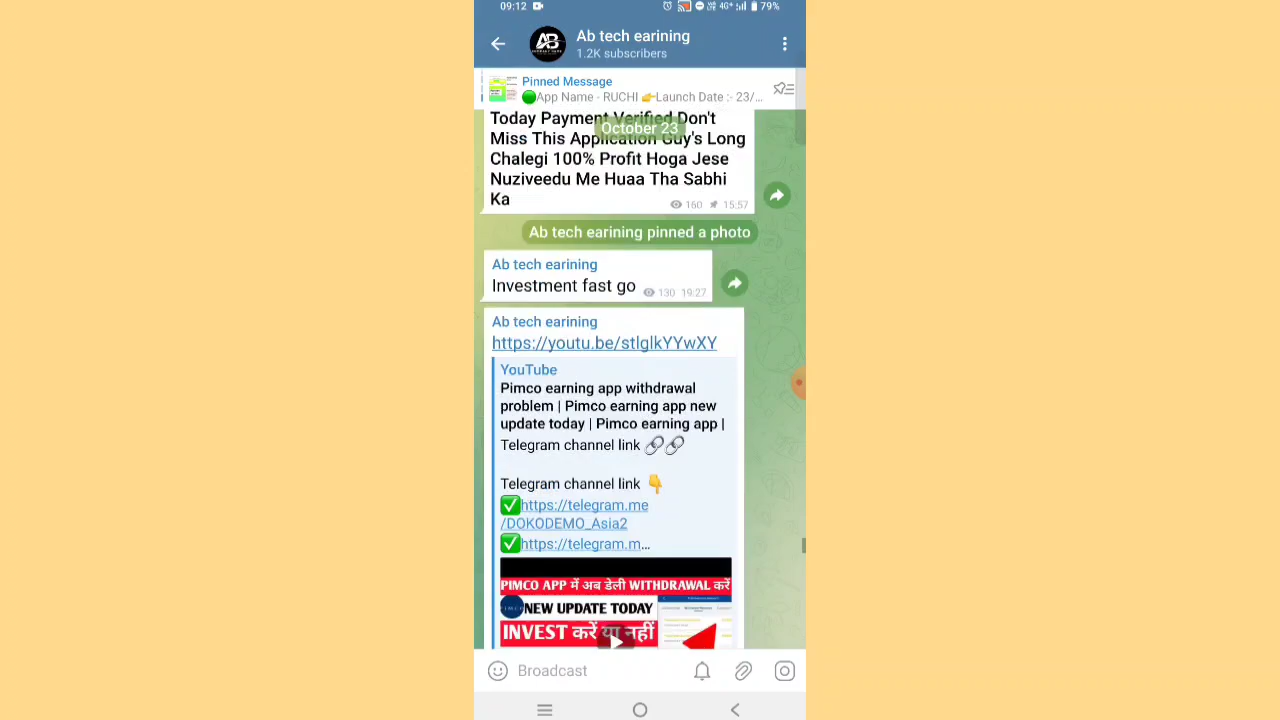 09:12 4G+ 79%
Ab tech earining
1.2K subscribers
Pinned Message
🟢App Name - RUCHI 👉Launch Date :- 23/...
October 23
Today Payment Verified Don't
Miss This Application Guy's Long
Chalegi 100% Profit Hoga Jese
Nuziveedu Me Huaa Tha Sabhi
Ka
160 15:57
Ab tech earining pinned a photo
Ab tech earining
Investment fast go
130 19:27
Ab tech earining
https://youtu.be/stlglkYYwXY
YouTube
Pimco earning app withdrawal
problem | Pimco earning app new
update today | Pimco earning app |
Telegram channel link 🔗🔗
Telegram channel link 👇
✅https://telegram.me
/DOKODEMO_Asia2
✅https://telegram.m...
PIMCO APP में अब डेली WITHDRAWAL करें
NEW UPDATE TODAY
INVEST करें या नहीं
Broadcast